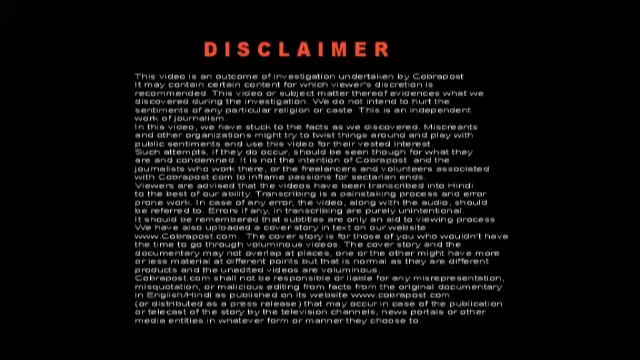 DISCLAIMER
This video is an outcome of investigation undertaken by Cobrapost
It may contain certain content for which viewer's discretion is
recommended. This video or subject matter thereof evidences what we
discovered during the investigation. We do not intend to hurt the
sentiments of any particular religion or caste. This is an independent
work of journalism.
In this video, we have stuck to the facts as we discovered. Miscreants
and other organizations might try to twist things around and play with
public sentiments and use this video for their vested interest.
Such attempts, if they do occur, should be seen though for what they
are and condemned. It is not the intention of Cobrapost and the
journalists who work there, or the freelancers and volunteers associated
with Cobrapost.com to inflame passions for sectarian ends.
Viewers are advised that the videos have been transcribed into Hindi
to the best of our ability. Transcribing is a painstaking process and error
prone work. In case of any error, the video, along with the audio, should
be referred to. Errors if any, in transcribing are purely unintentional.
It should be remembered that subtitles are only an aid to viewing process
We have also uploaded a cover story in text on our website
www.Cobrapost.com The cover story is for those of you who wouldn't have
the time to go through voluminous videos. The cover story and the
documentary may not overlap at places, one or the other might have more
or less material at different points but that is normal as they are different
products and the unedited videos are voluminous.
Cobrapost.com shall not be responsible or liable for any misrepresentation,
misquotation, or malicious editing from facts from the original documentary
in English/Hindi as published on its website www.cobrapost.com
(or distributed as a press release) that may occur in case of the publication
or telecast of the story by the television channels, news portals or other
media entities in whatever form or manner they choose to.